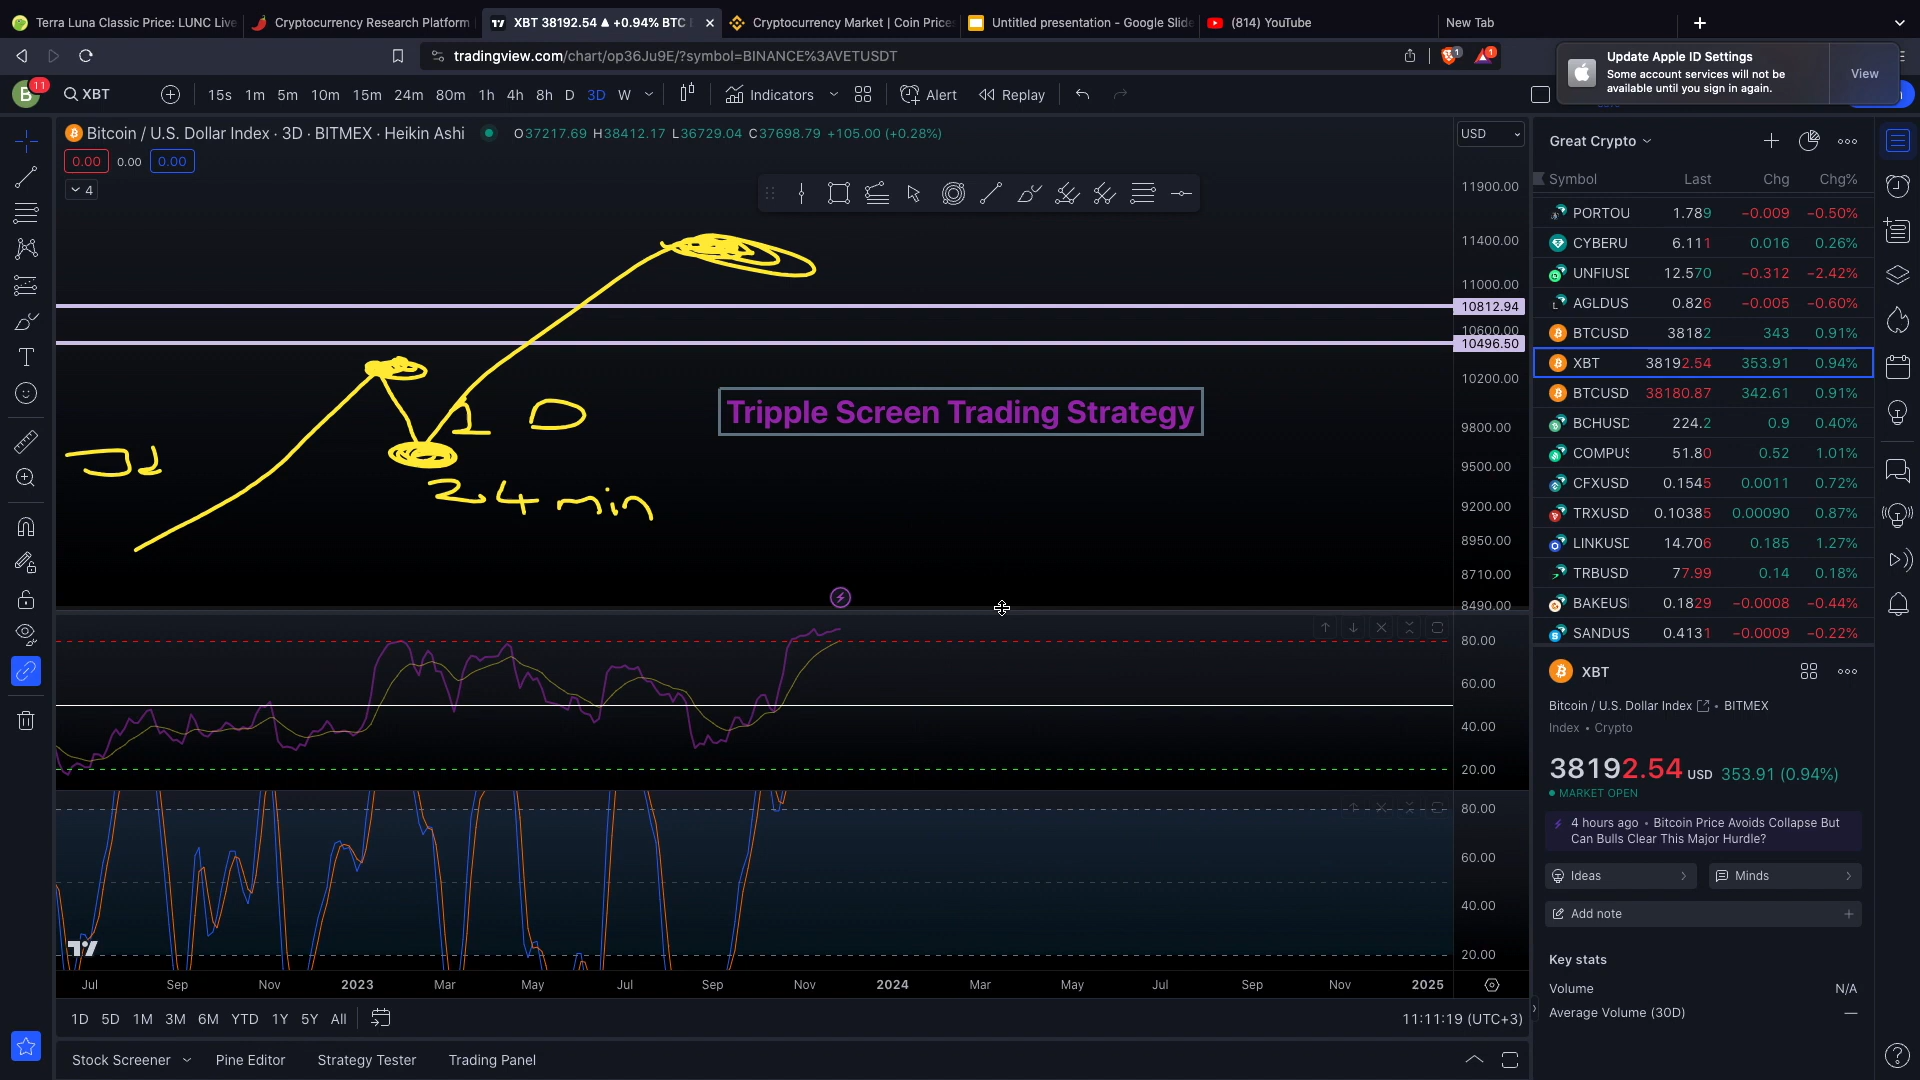 Terra Luna Classic Price: LUNC Live
Cryptocurrency Research Platform
XBT 38192.54 ▲ +0.94% BTC
Cryptocurrency Market | Coin Price
Untitled presentation - Google Slide
(814) YouTube
New Tab
tradingview.com/chart/op36Ju9E/?symbol=BINANCE%3AVETUSDT
1
1
Update Apple ID Settings
Some account services will not be
available until you sign in again.
View
B
11
XBT
15s 1m 5m 10m 15m 24m 80m 1h 4h 8h D 3D W
Indicators
Alert
Replay
Bitcoin / U.S. Dollar Index · 3D · BITMEX · Heikin Ashi
O37217.69 H38412.17 L36729.04 C37698.79 +105.00 (+0.28%)
0.00 0.00 0.00
4
USD
11900.00
11400.00
11000.00
10812.94
10600.00
10496.50
10200.00
9800.00
9500.00
9200.00
8950.00
8710.00
8490.00
Tripple Screen Trading Strategy
3d
1 D
24 min
80.00
60.00
40.00
20.00
80.00
60.00
40.00
20.00
Jul Sep Nov 2023 Mar May Jul Sep Nov 2024 Mar May Jul Sep Nov 2025
1D 5D 1M 3M 6M YTD 1Y 5Y All
11:11:19 (UTC+3)
Stock Screener Pine Editor Strategy Tester Trading Panel
Great Crypto
Symbol Last Chg Chg%
PORTOU 1.789 −0.009 −0.50%
CYBERU 6.111 0.016 0.26%
UNFIUSD 12.570 −0.312 −2.42%
AGLDUS 0.826 −0.005 −0.60%
BTCUSD 38182 343 0.91%
XBT 38192.54 353.91 0.94%
BTCUSD 38180.87 342.61 0.91%
BCHUSD 224.2 0.9 0.40%
COMPUS 51.80 0.52 1.01%
CFXUSD 0.1545 0.0011 0.72%
TRXUSD 0.10385 0.00090 0.87%
LINKUSD 14.706 0.185 1.27%
TRBUSD 77.99 0.14 0.18%
BAKEUS 0.1829 −0.0008 −0.44%
SANDUS 0.4131 −0.0009 −0.22%
XBT
Bitcoin / U.S. Dollar Index • BITMEX
Index • Crypto
38192.54 USD 353.91 (0.94%)
MARKET OPEN
4 hours ago • Bitcoin Price Avoids Collapse But
Can Bulls Clear This Major Hurdle?
Ideas
Minds
Add note
Key stats
Volume N/A
Average Volume (30D) —